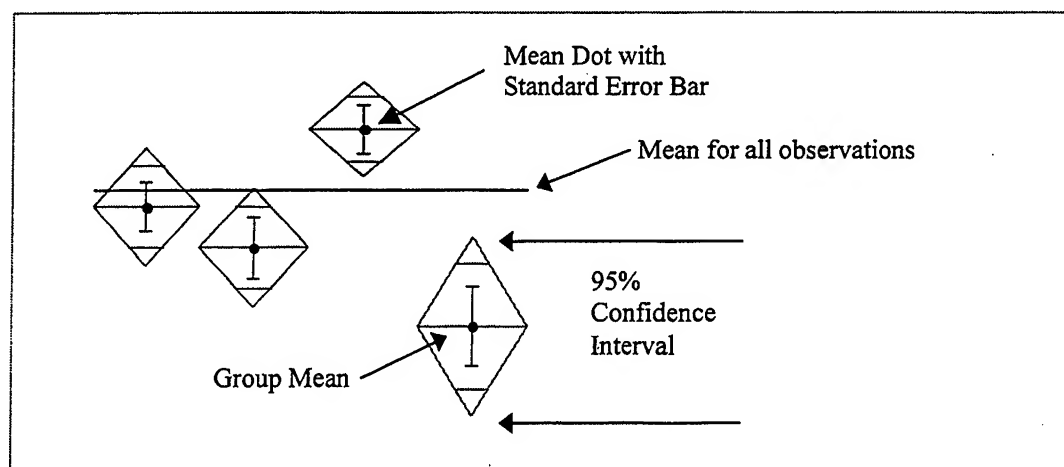 Mean Dot with
Standard Error Bar
Mean for all observations
95%
Confidence
Interval
Group Mean